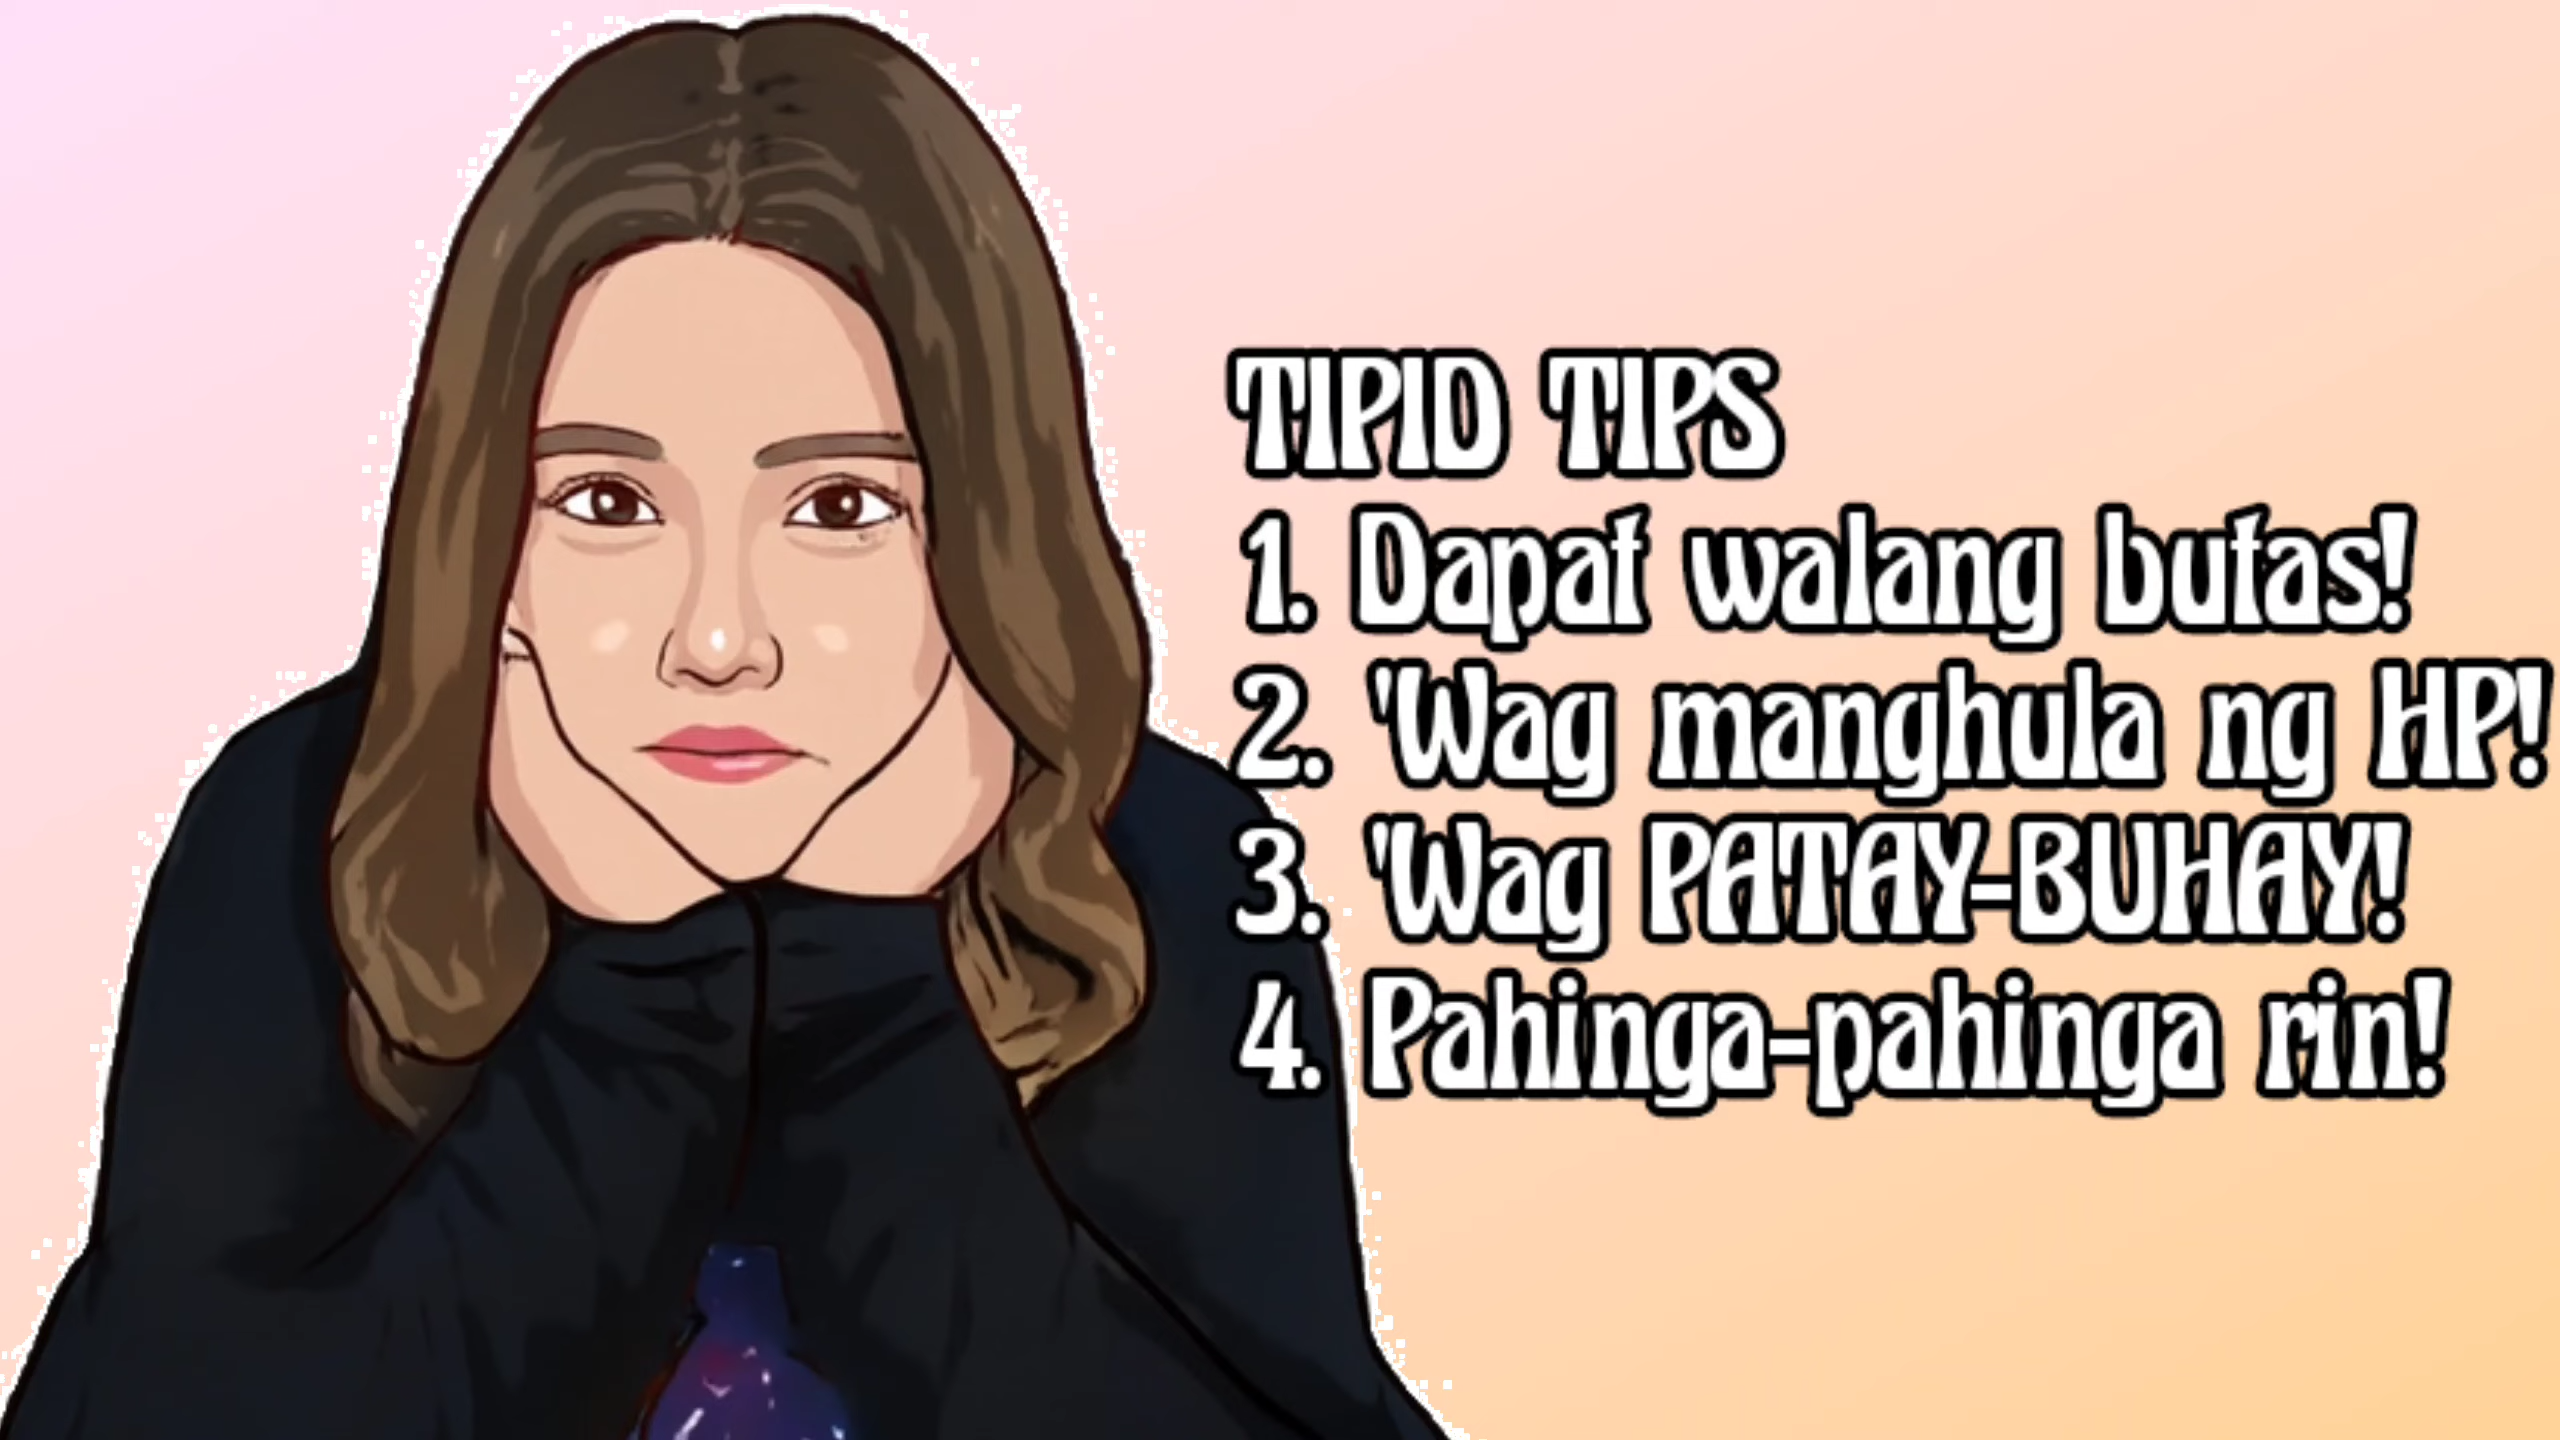 TIPID TIPS
1. Dapat walang butas!
2. 'Wag manghula ng HP!
3. 'Wag PATAY-BUHAY!
4. Pahinga-pahinga rin!